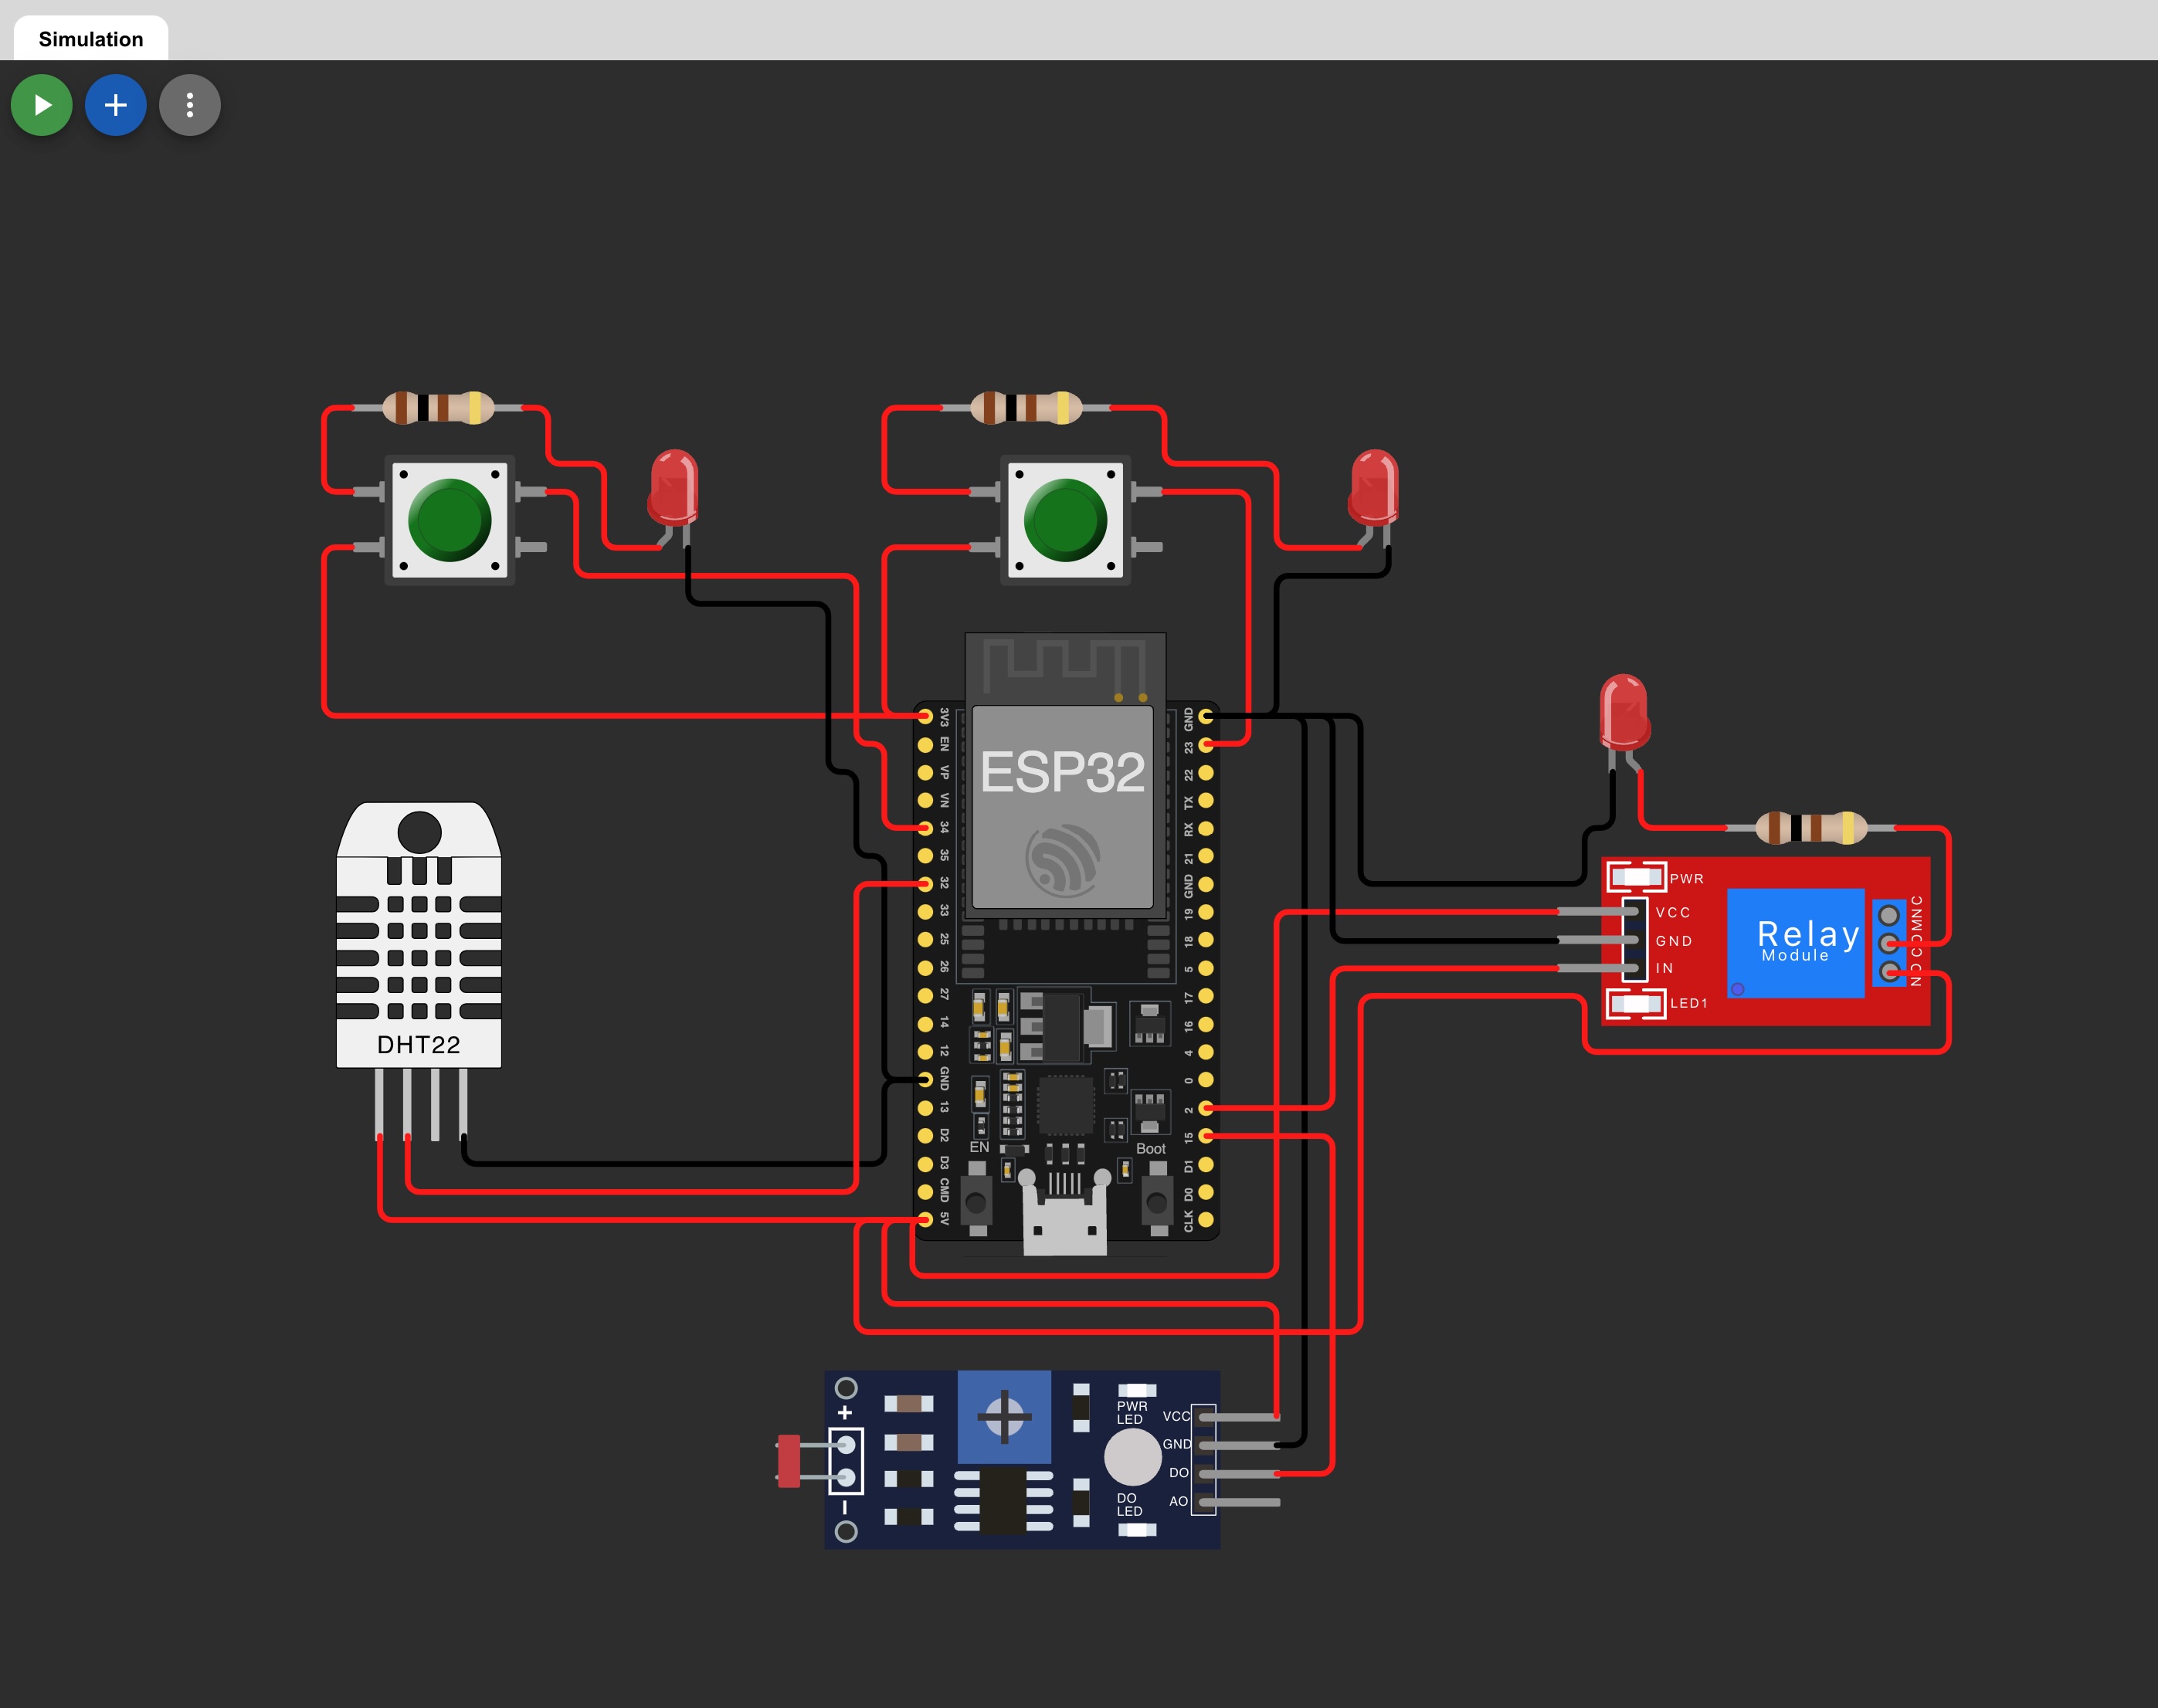 Simulation
3V3
EN
VP
VN
34
35
32
33
25
26
27
14
12
GND
13
D2
D3
CMD
5V
ESP32
EN
Boot
GND
23
22
TX
RX
21
GND
19
18
5
17
16
4
0
2
15
D1
D0
CLK
DHT22
PWR
VCC
GND
IN
LED1
Relay
Module
NC
COM
NO
+
–
PWR
LED
VCC
GND
DO
AO
DO
LED